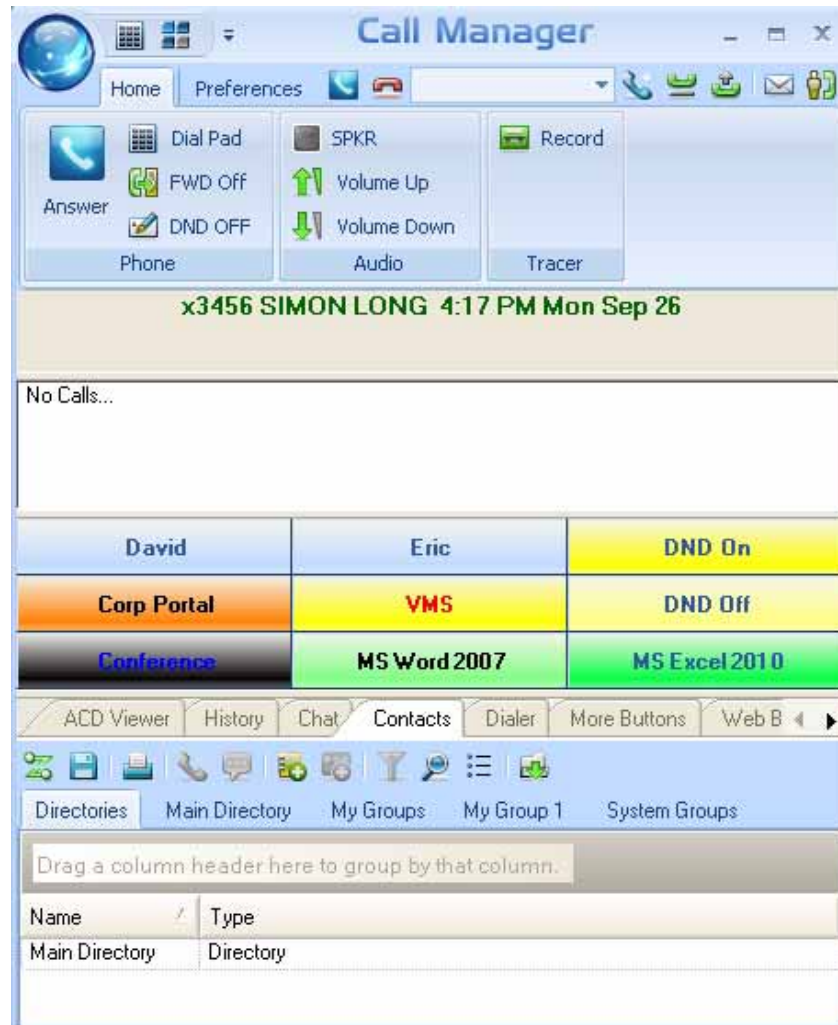 Call Manager
Home Preferences
Answer
Dial Pad
FWD Off
DND OFF
Phone
SPKR
Volume Up
Volume Down
Audio
Record
Tracer
x3456 SIMON LONG 4:17 PM Mon Sep 26
No Calls...
David Eric DND On
Corp Portal VMS DND Off
Conference MS Word 2007 MS Excel 2010
ACD Viewer History Chat Contacts Dialer More Buttons Web B
Directories Main Directory My Groups My Group 1 System Groups
Drag a column header here to group by that column.
Name Type
Main Directory Directory